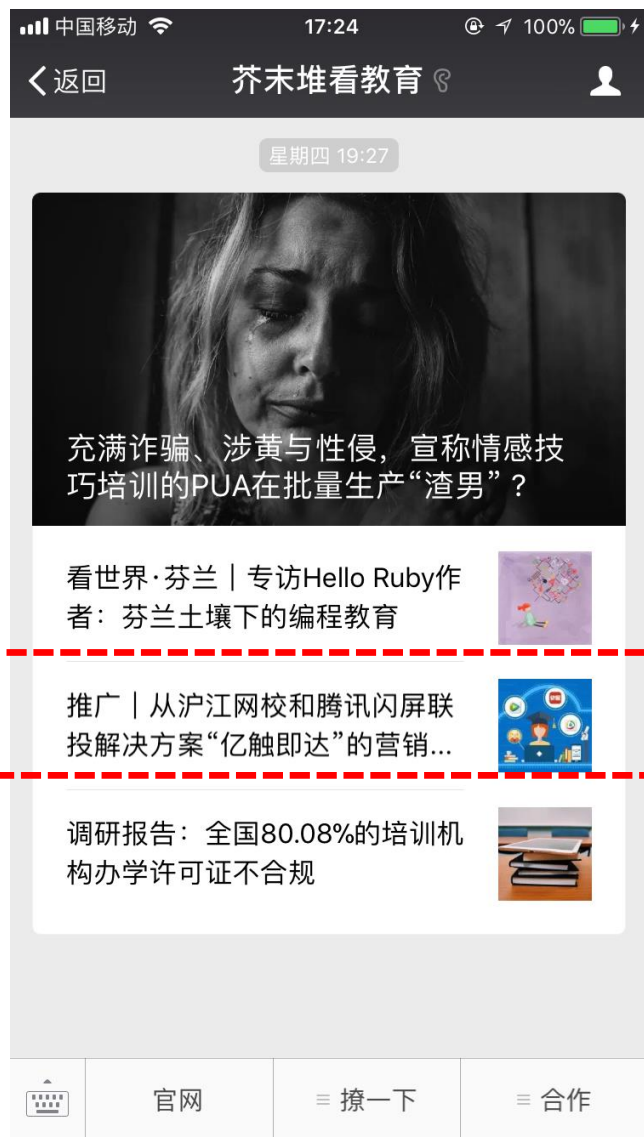 中国移动 17:24 100%
返回 芥末堆看教育
星期四 19:27
充满诈骗、涉黄与性侵，宣称情感技
巧培训的PUA在批量生产“渣男”？
看世界·芬兰｜专访Hello Ruby作
者：芬兰土壤下的编程教育
推广｜从沪江网校和腾讯闪屏联
投解决方案“亿触即达”的营销...
调研报告：全国80.08%的培训机
构办学许可证不合规
官网 撩一下 合作